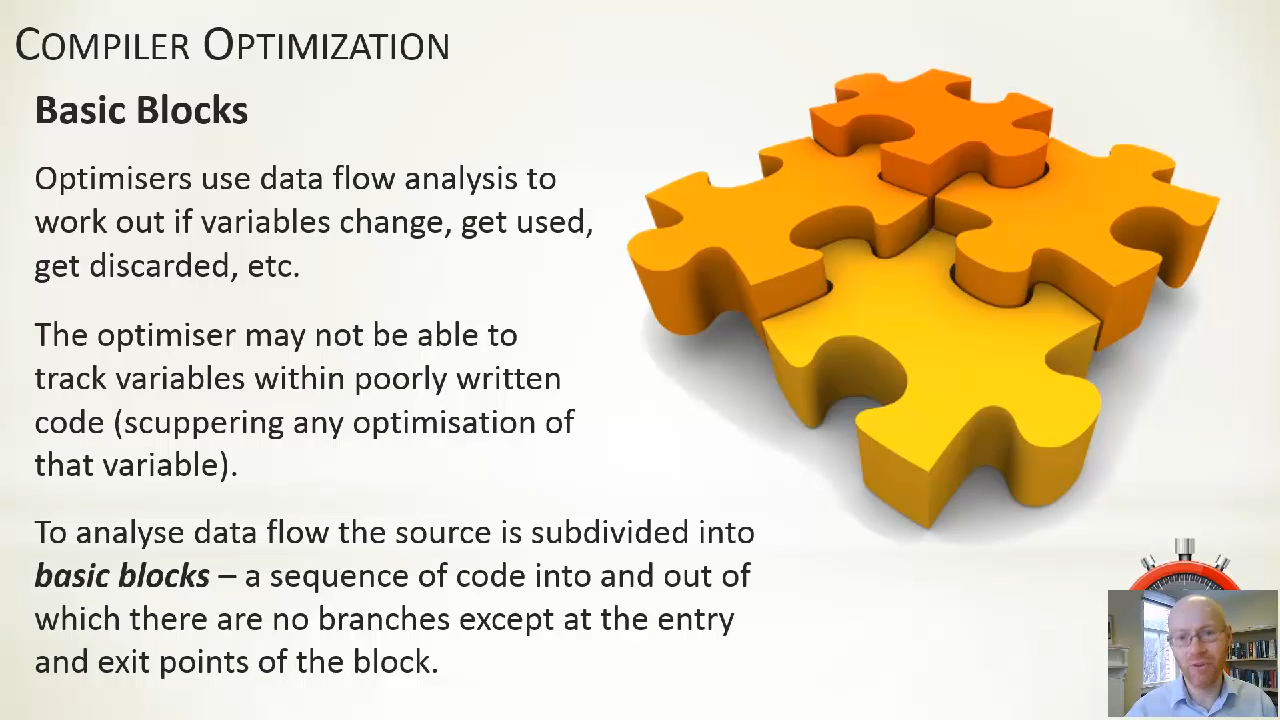 COMPILER OPTIMIZATION
Basic Blocks
Optimisers use data flow analysis to
work out if variables change, get used,
get discarded, etc.
The optimiser may not be able to
track variables within poorly written
code (scuppering any optimisation of
that variable).
To analyse data flow the source is subdivided into
basic blocks – a sequence of code into and out of
which there are no branches except at the entry
and exit points of the block.